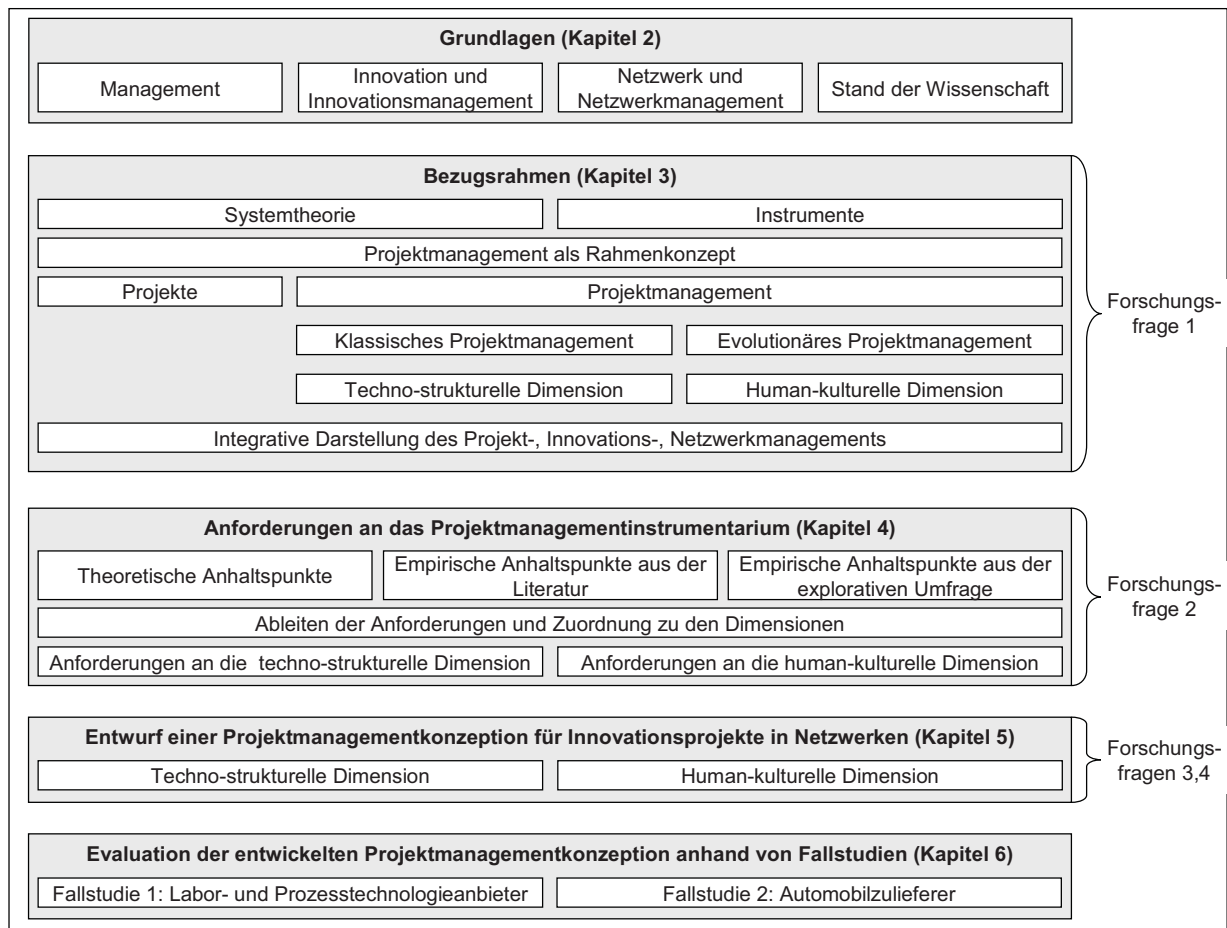 Grundlagen (Kapitel 2)
Management
Innovation und
Innovationsmanagement
Netzwerk und
Netzwerkmanagement
Stand der Wissenschaft
Bezugsrahmen (Kapitel 3)
Systemtheorie
Instrumente
Projektmanagement als Rahmenkonzept
Projekte
Projektmanagement
Klassisches Projektmanagement
Evolutionäres Projektmanagement
Techno-strukturelle Dimension
Human-kulturelle Dimension
Integrative Darstellung des Projekt-, Innovations-, Netzwerkmanagements
Forschungs-
frage 1
Anforderungen an das Projektmanagementinstrumentarium (Kapitel 4)
Theoretische Anhaltspunkte
Empirische Anhaltspunkte aus der
Literatur
Empirische Anhaltspunkte aus der
explorativen Umfrage
Ableiten der Anforderungen und Zuordnung zu den Dimensionen
Anforderungen an die techno-strukturelle Dimension
Anforderungen an die human-kulturelle Dimension
Forschungs-
frage 2
Entwurf einer Projektmanagementkonzeption für Innovationsprojekte in Netzwerken (Kapitel 5)
Techno-strukturelle Dimension
Human-kulturelle Dimension
Forschungs-
fragen 3,4
Evaluation der entwickelten Projektmanagementkonzeption anhand von Fallstudien (Kapitel 6)
Fallstudie 1: Labor- und Prozesstechnologieanbieter
Fallstudie 2: Automobilzulieferer